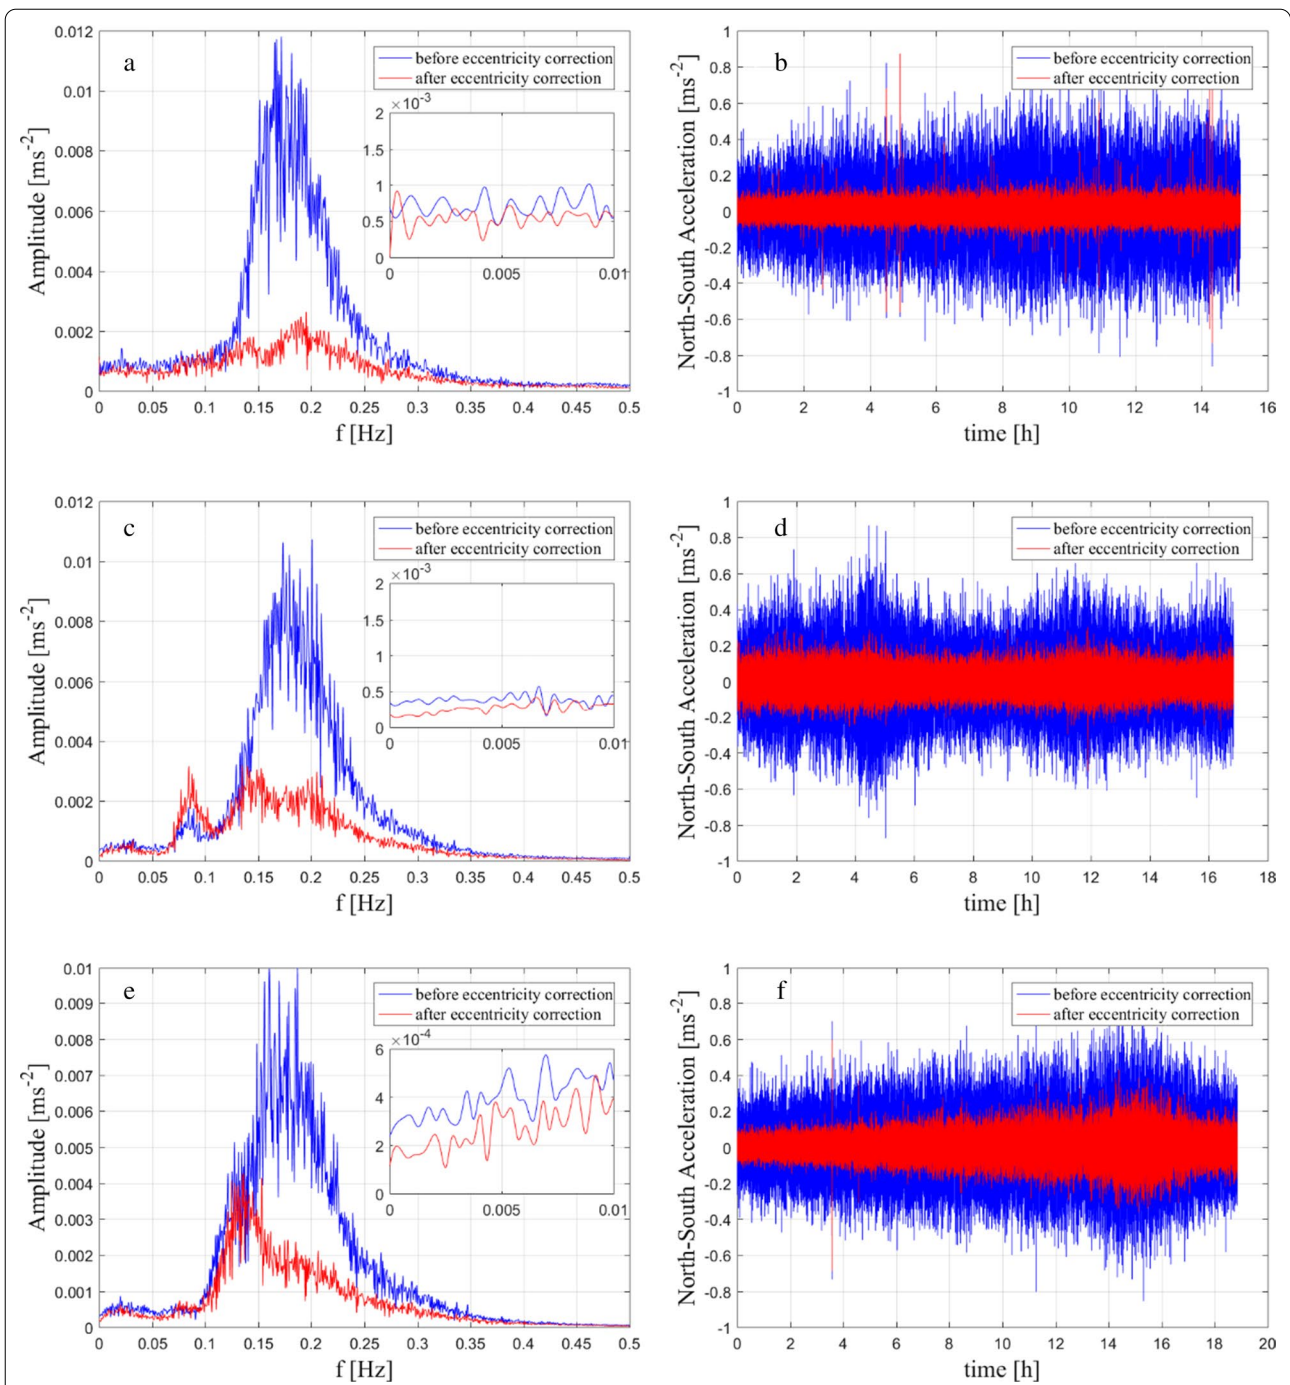 a
before eccentricity correction
after eccentricity correction
×10^-3
2
1.5
1
0.5
0
0 0.005 0.01
0.012
0.01
0.008
0.006
0.004
0.002
0
0 0.05 0.1 0.15 0.2 0.25 0.3 0.35 0.4 0.45 0.5
Amplitude [ms^-2]
f [Hz]
b
before eccentricity correction
after eccentricity correction
1
0.8
0.6
0.4
0.2
0
-0.2
-0.4
-0.6
-0.8
-1
0 2 4 6 8 10 12 14 16
North-South Acceleration [ms^-2]
time [h]
c
before eccentricity correction
after eccentricity correction
×10^-3
2
1.5
1
0.5
0
0 0.005 0.01
0.012
0.01
0.008
0.006
0.004
0.002
0
0 0.05 0.1 0.15 0.2 0.25 0.3 0.35 0.4 0.45 0.5
Amplitude [ms^-2]
f [Hz]
d
before eccentricity correction
after eccentricity correction
1
0.8
0.6
0.4
0.2
0
-0.2
-0.4
-0.6
-0.8
-1
0 2 4 6 8 10 12 14 16 18
North-South Acceleration [ms^-2]
time [h]
e
before eccentricity correction
after eccentricity correction
×10^-4
6
4
2
0
0 0.005 0.01
0.01
0.009
0.008
0.007
0.006
0.005
0.004
0.003
0.002
0.001
0
0 0.05 0.1 0.15 0.2 0.25 0.3 0.35 0.4 0.45 0.5
Amplitude [ms^-2]
f [Hz]
f
before eccentricity correction
after eccentricity correction
1
0.8
0.6
0.4
0.2
0
-0.2
-0.4
-0.6
-0.8
-1
0 2 4 6 8 10 12 14 16 18 20
North-South Acceleration [ms^-2]
time [h]